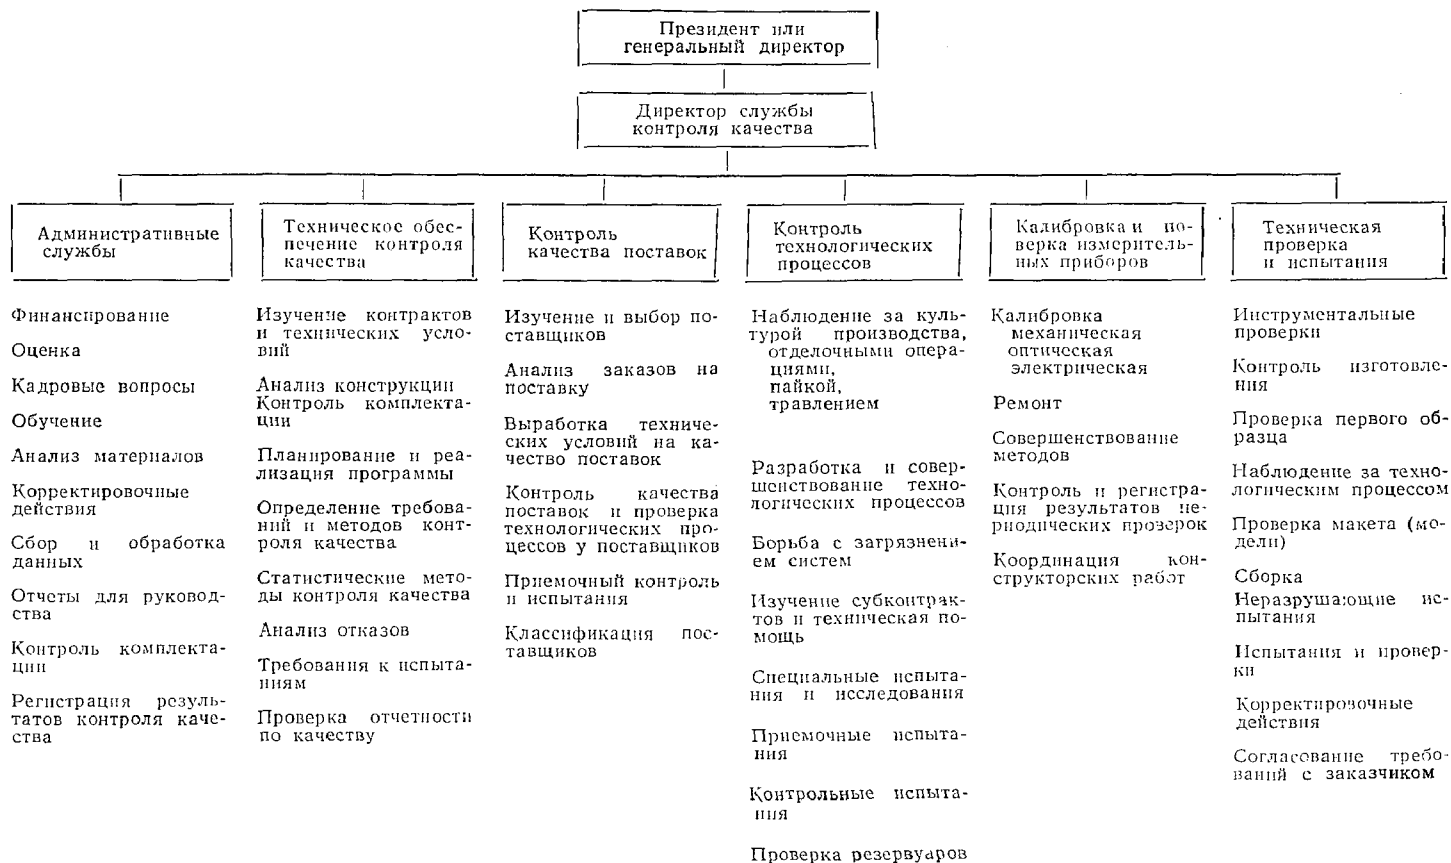 Президент или
генеральный директор
Директор службы
контроля качества
Административные
службы
Финансирование
Оценка
Кадровые вопросы
Обучение
Анализ материалов
Корректировочные
действия
Сбор и обработка
данных
Отчеты для руковод-
ства
Контроль комплекта-
ции
Регистрация резуль-
татов контроля каче-
ства
Техническое обес-
печение контроля
качества
Изучение контрактов
и технических усло-
вий
Анализ конструкции
Контроль комплект-
ации
Планирование и реа-
лизация программы
Определение требова-
ний и методов конт-
роля качества
Статистические мето-
ды контроля качества
Анализ отказов
Требования к испыта-
ниям
Проверка отчетности
по качеству
Контроль
качества поставок
Изучение и выбор по-
ставщиков
Анализ заказов на
поставку
Выработка техниче-
ских условий на ка-
чество поставок
Контроль качества
поставок и проверка
технологических про-
цессов у поставщиков
Приемочный контроль
и испытания
Классификация пос-
тавщиков
Контроль
технологических
процессов
Наблюдение за куль-
турой производства,
отделочными опера-
циями,
пайкой,
травлением
Разработка и совер-
шенствование техно-
логических процессов
Борьба с загрязнени-
ем систем
Изучение субконтрак-
тов и техническая по-
мощь
Специальные испыта-
ния и исследования
Приемочные испыта-
ния
Контрольные испыта-
ния
Проверка резервуаров
Калибровка и по-
верка измеритель-
ных приборов
Калибровка
механическая
оптическая
электрическая
Ремонт
Совершенствование
методов
Контроль и регистра-
ция результатов пе-
риодических проверок
Координация кон-
структорских работ
Техническая
проверка
и испытания
Инструментальные
проверки
Контроль изготовле-
ния
Проверка первого об-
разца
Наблюдение за техно-
логическим процессом
Проверка макета (мо-
дели)
Сборка
Неразрушающие ис-
пытания
Испытания и провер-
ки
Корректировочные
действия
Согласование требо-
ваний с заказчиком